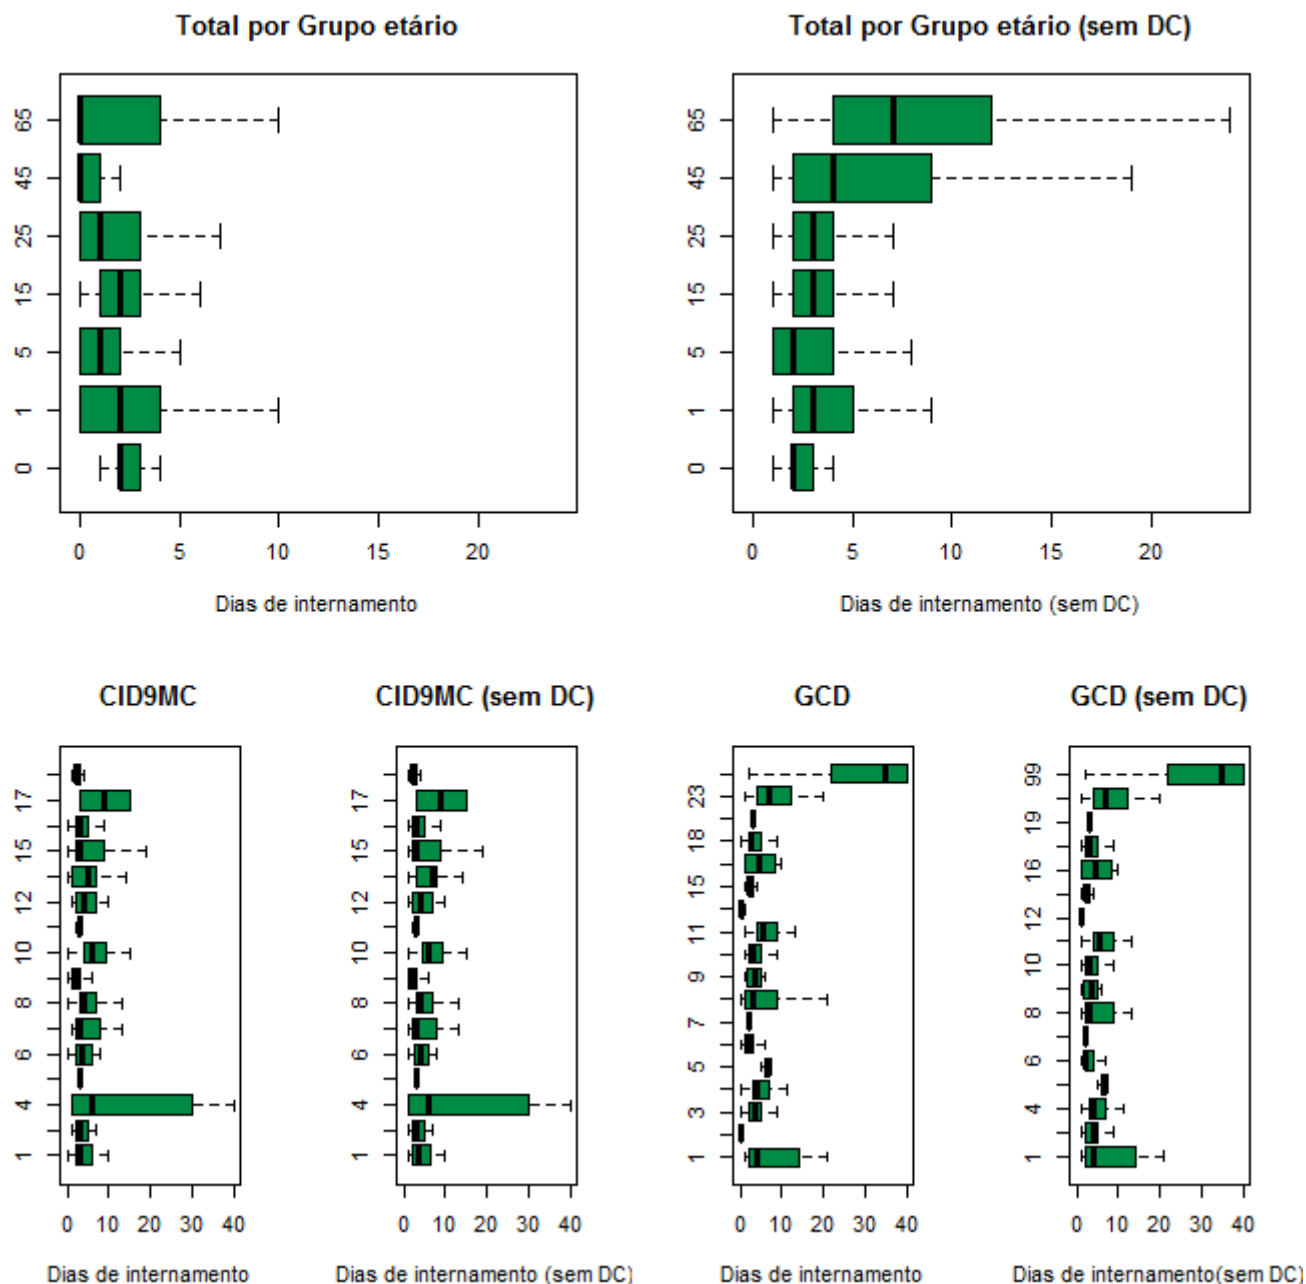 Total por Grupo etário
65
45
25
15
5
1
0
0 5 10 15 20
Dias de internamento
Total por Grupo etário (sem DC)
65
45
25
15
5
1
0
0 5 10 15 20
Dias de internamento (sem DC)
CID9MC
17
15
12
10
8
6
4
1
0 10 20 30 40
Dias de internamento
CID9MC (sem DC)
17
15
12
10
8
6
4
1
0 10 20 30 40
Dias de internamento (sem DC)
GCD
23
18
15
11
9
7
5
3
1
0 10 20 30 40
Dias de internamento
GCD (sem DC)
99
19
16
12
10
8
6
4
1
0 10 20 30 40
Dias de internamento(sem DC)